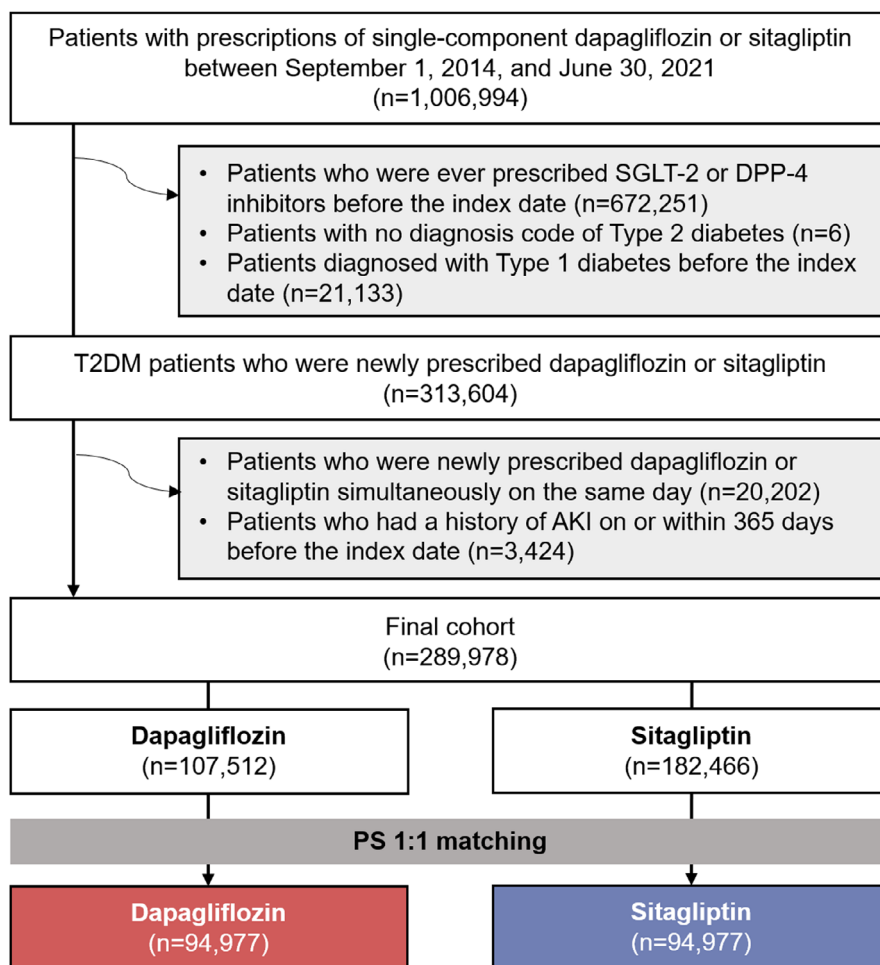 Patients with prescriptions of single-component dapagliflozin or sitagliptin
between September 1, 2014, and June 30, 2021
(n=1,006,994)
• Patients who were ever prescribed SGLT-2 or DPP-4
inhibitors before the index date (n=672,251)
• Patients with no diagnosis code of Type 2 diabetes (n=6)
• Patients diagnosed with Type 1 diabetes before the index
date (n=21,133)
T2DM patients who were newly prescribed dapagliflozin or sitagliptin
(n=313,604)
• Patients who were newly prescribed dapagliflozin or
sitagliptin simultaneously on the same day (n=20,202)
• Patients who had a history of AKI on or within 365 days
before the index date (n=3,424)
Final cohort
(n=289,978)
Dapagliflozin
(n=107,512)
Sitagliptin
(n=182,466)
PS 1:1 matching
Dapagliflozin
(n=94,977)
Sitagliptin
(n=94,977)